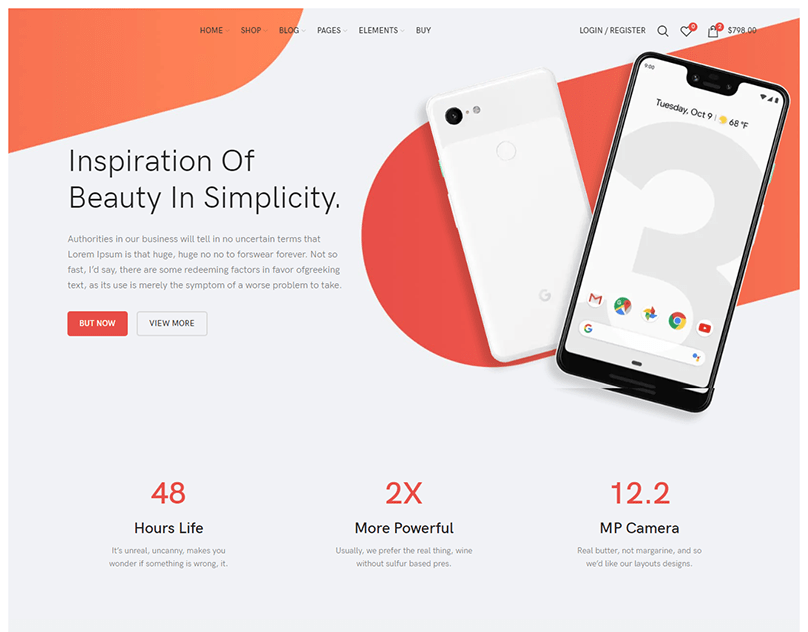 HOME SHOP BLOG PAGES ELEMENTS BUY LOGIN / REGISTER 0 2 $798.00
9:00
Tuesday, Oct 9 | 68 °F
3
G
G
Inspiration Of
Beauty In Simplicity.
Authorities in our business will tell in no uncertain terms that
Lorem Ipsum is that huge, huge no no to forswear forever. Not so
fast, I'd say, there are some redeeming factors in favor ofgreeking
text, as its use is merely the symptom of a worse problem to take.
BUY NOW VIEW MORE
48
Hours Life
It's unreal, uncanny, makes you
wonder if something is wrong, it.
2X
More Powerful
Usually, we prefer the real thing, wine
without sulfur based pres.
12.2
MP Camera
Real butter, not margarine, and so
we'd like our layouts designs.